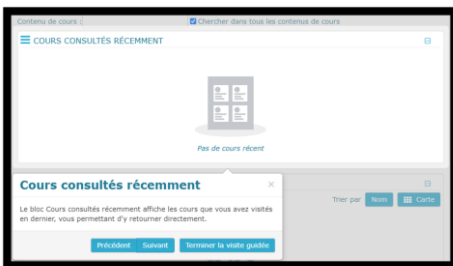 Contenu de cours : Chercher dans tous les contenus de cours
COURS CONSULTÉS RÉCEMMENT
Pas de cours récent
Cours consultés récemment ×
Trier par Nom Carte
Le bloc Cours consultés récemment affiche les cours que vous avez visités
en dernier, vous permettant d'y retourner directement.
Précédent Suivant Terminer la visite guidée